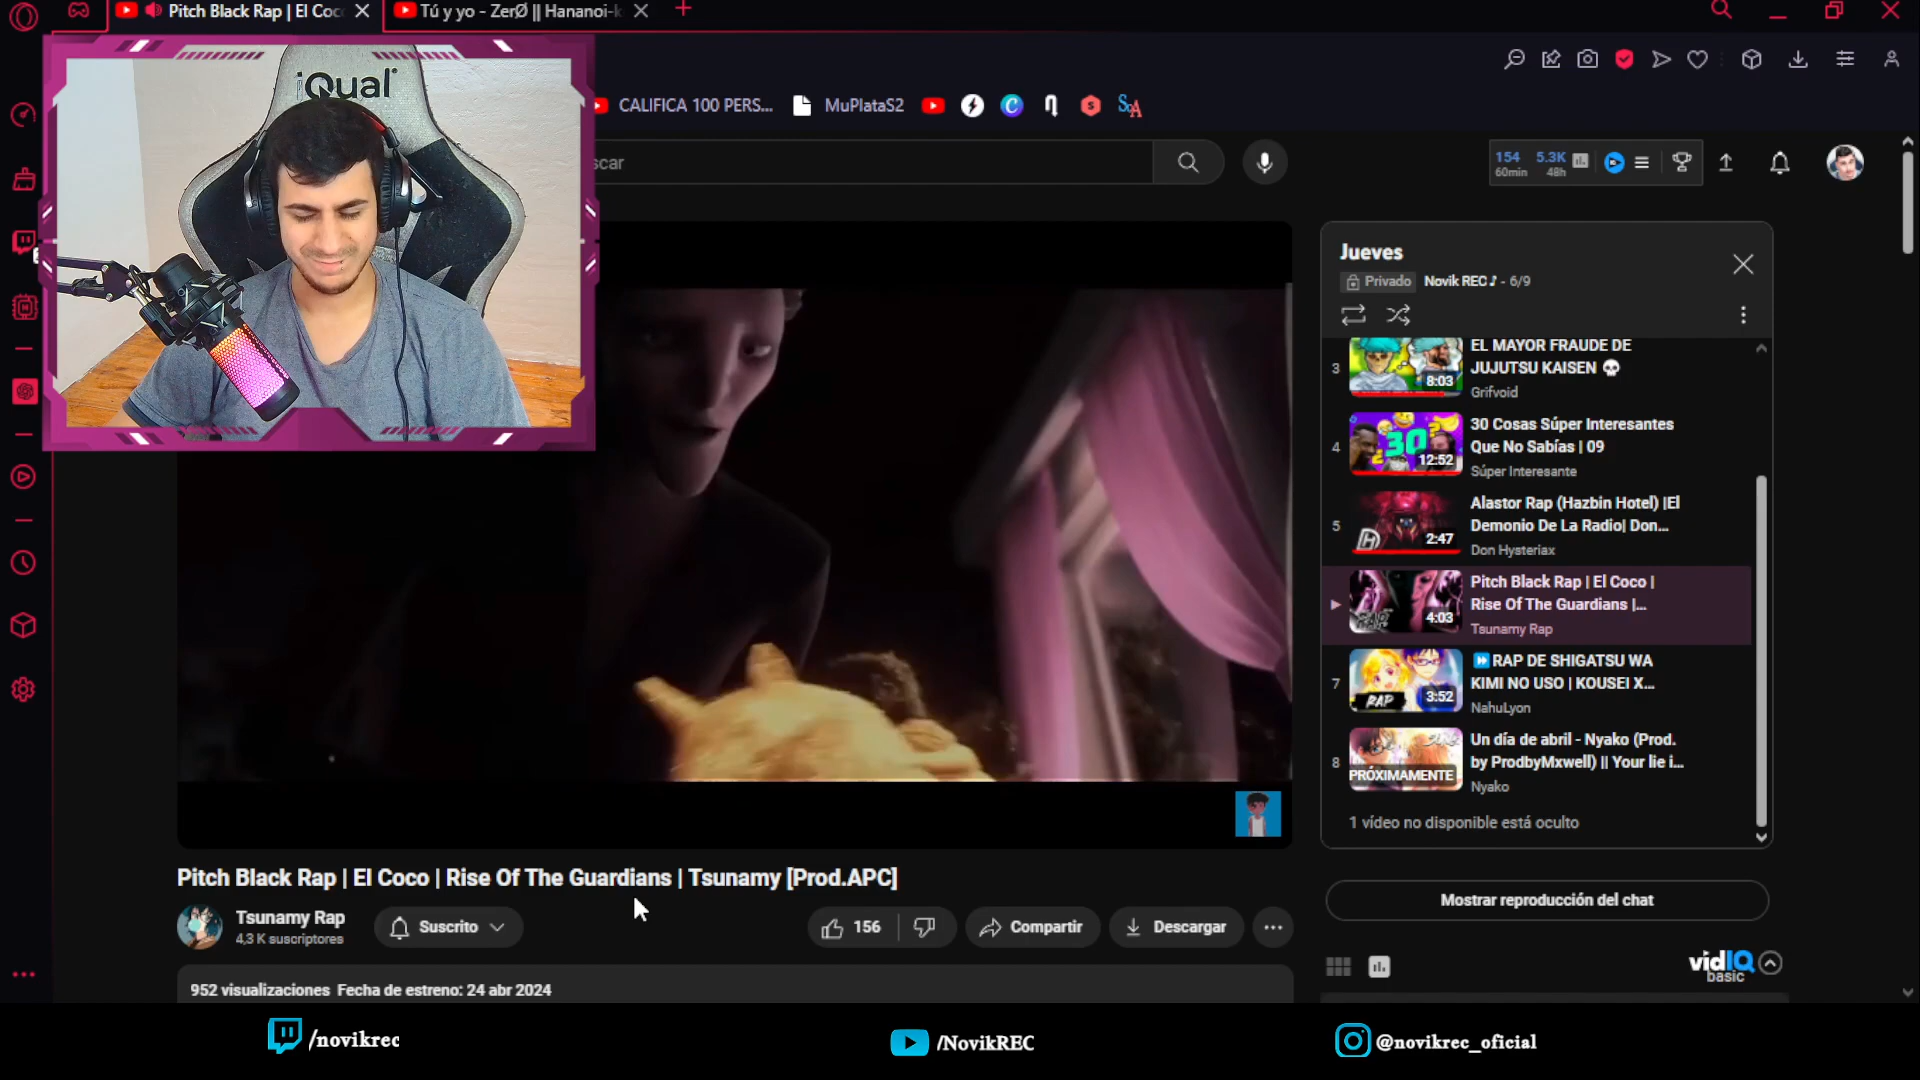 Pitch Black Rap | El Coc
Tú y yo - ZerØ || Hananoi-k
iQual
CALIFICA 100 PERS...
MuPlataS2
scar
154
60min
5.3K
48h
Jueves
Privado
Novik REC♪ - 6/9
3
8:03
EL MAYOR FRAUDE DE
JUJUTSU KAISEN 💀
Grifvoid
4
30
12:52
30 Cosas Súper Interesantes
Que No Sabías | 09
Súper Interesante
5
2:47
Alastor Rap (Hazbin Hotel) |El
Demonio De La Radio| Don...
Don Hysteriax
4:03
Pitch Black Rap | El Coco |
Rise Of The Guardians |...
Tsunamy Rap
7
RAP
3:52
⏩RAP DE SHIGATSU WA
KIMI NO USO | KOUSEI X...
NahuLyon
8
PRÓXIMAMENTE
Un día de abril - Nyako (Prod.
by ProdbyMxwell) || Your lie i...
Nyako
1 vídeo no disponible está oculto
Pitch Black Rap | El Coco | Rise Of The Guardians | Tsunamy [Prod.APC]
Tsunamy Rap
4,3 K suscriptores
Suscrito
156
Compartir
Descargar
Mostrar reproducción del chat
vidIQ
basic
952 visualizaciones Fecha de estreno: 24 abr 2024
/novikrec
/NovikREC
@novikrec_oficial